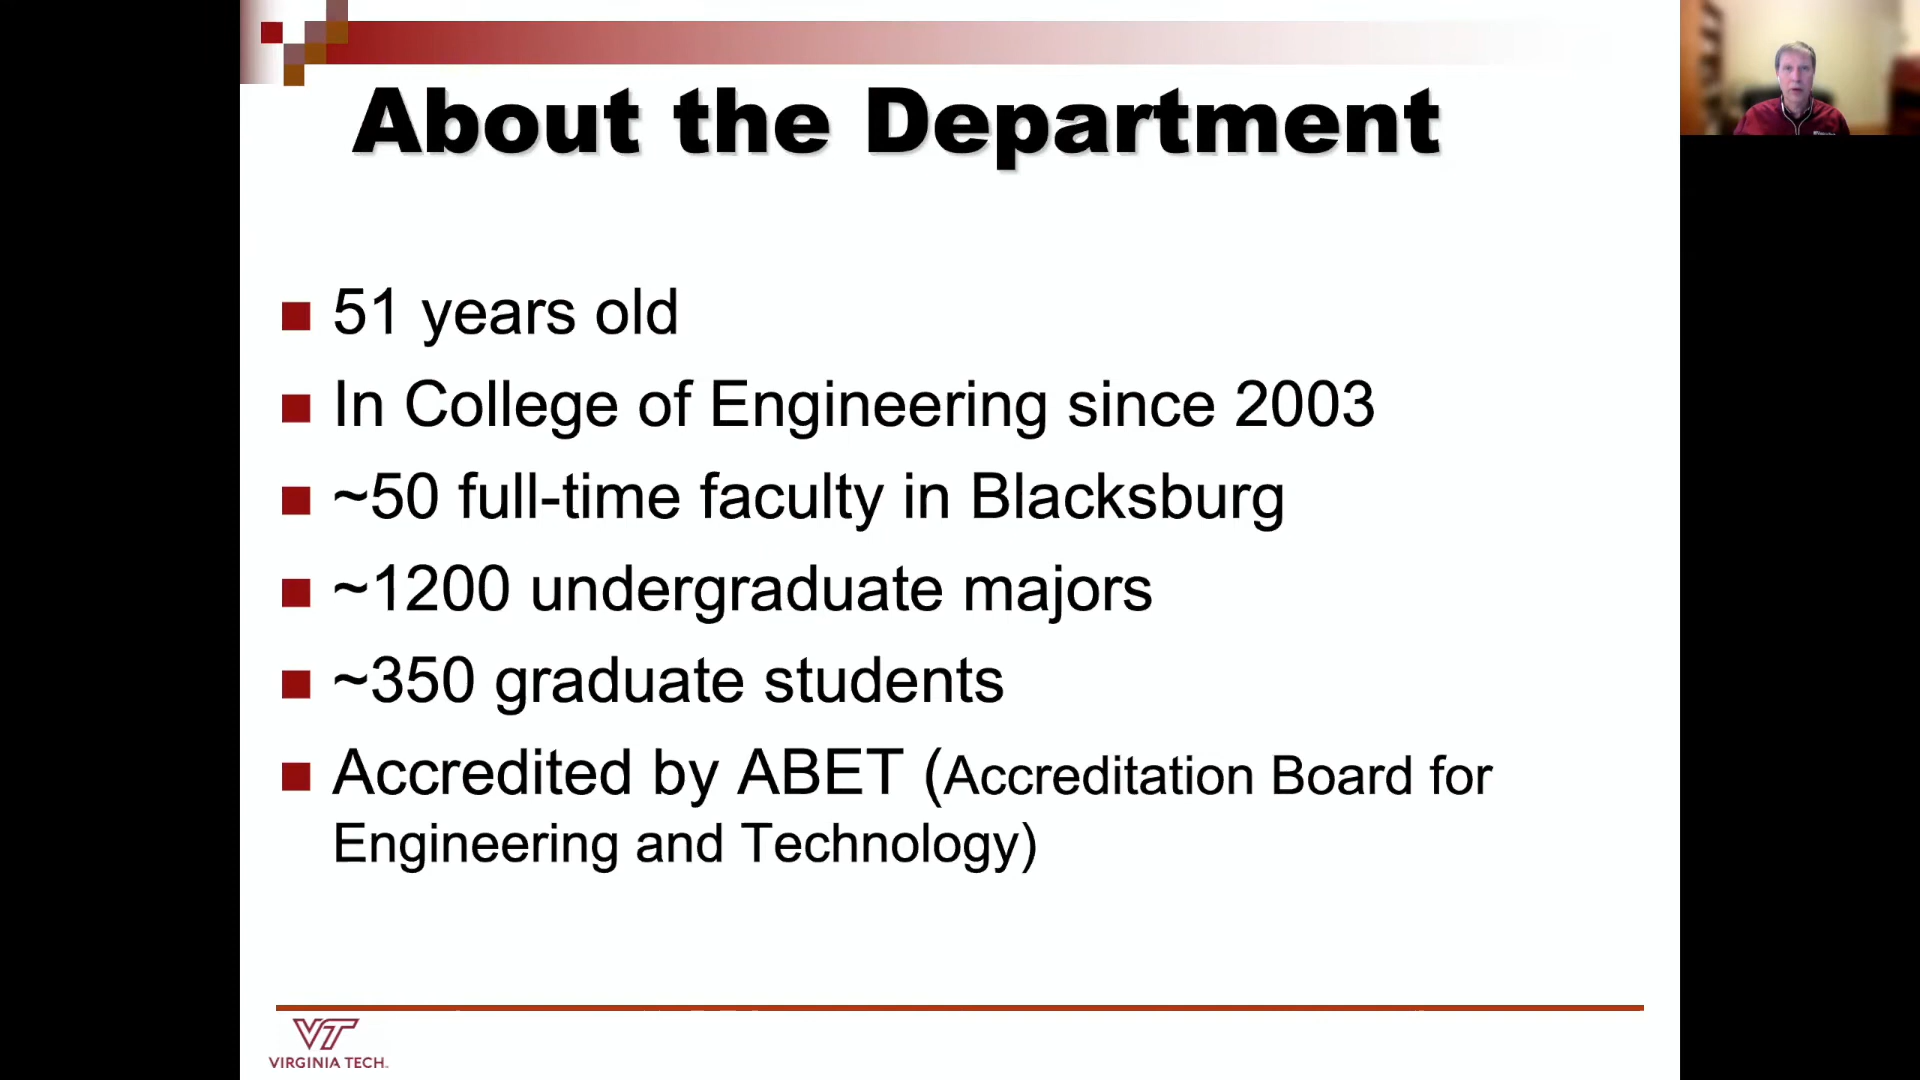 About the Department
51 years old
In College of Engineering since 2003
~50 full-time faculty in Blacksburg
~1200 undergraduate majors
~350 graduate students
Accredited by ABET (Accreditation Board for
Engineering and Technology)
VT
VIRGINIA TECH